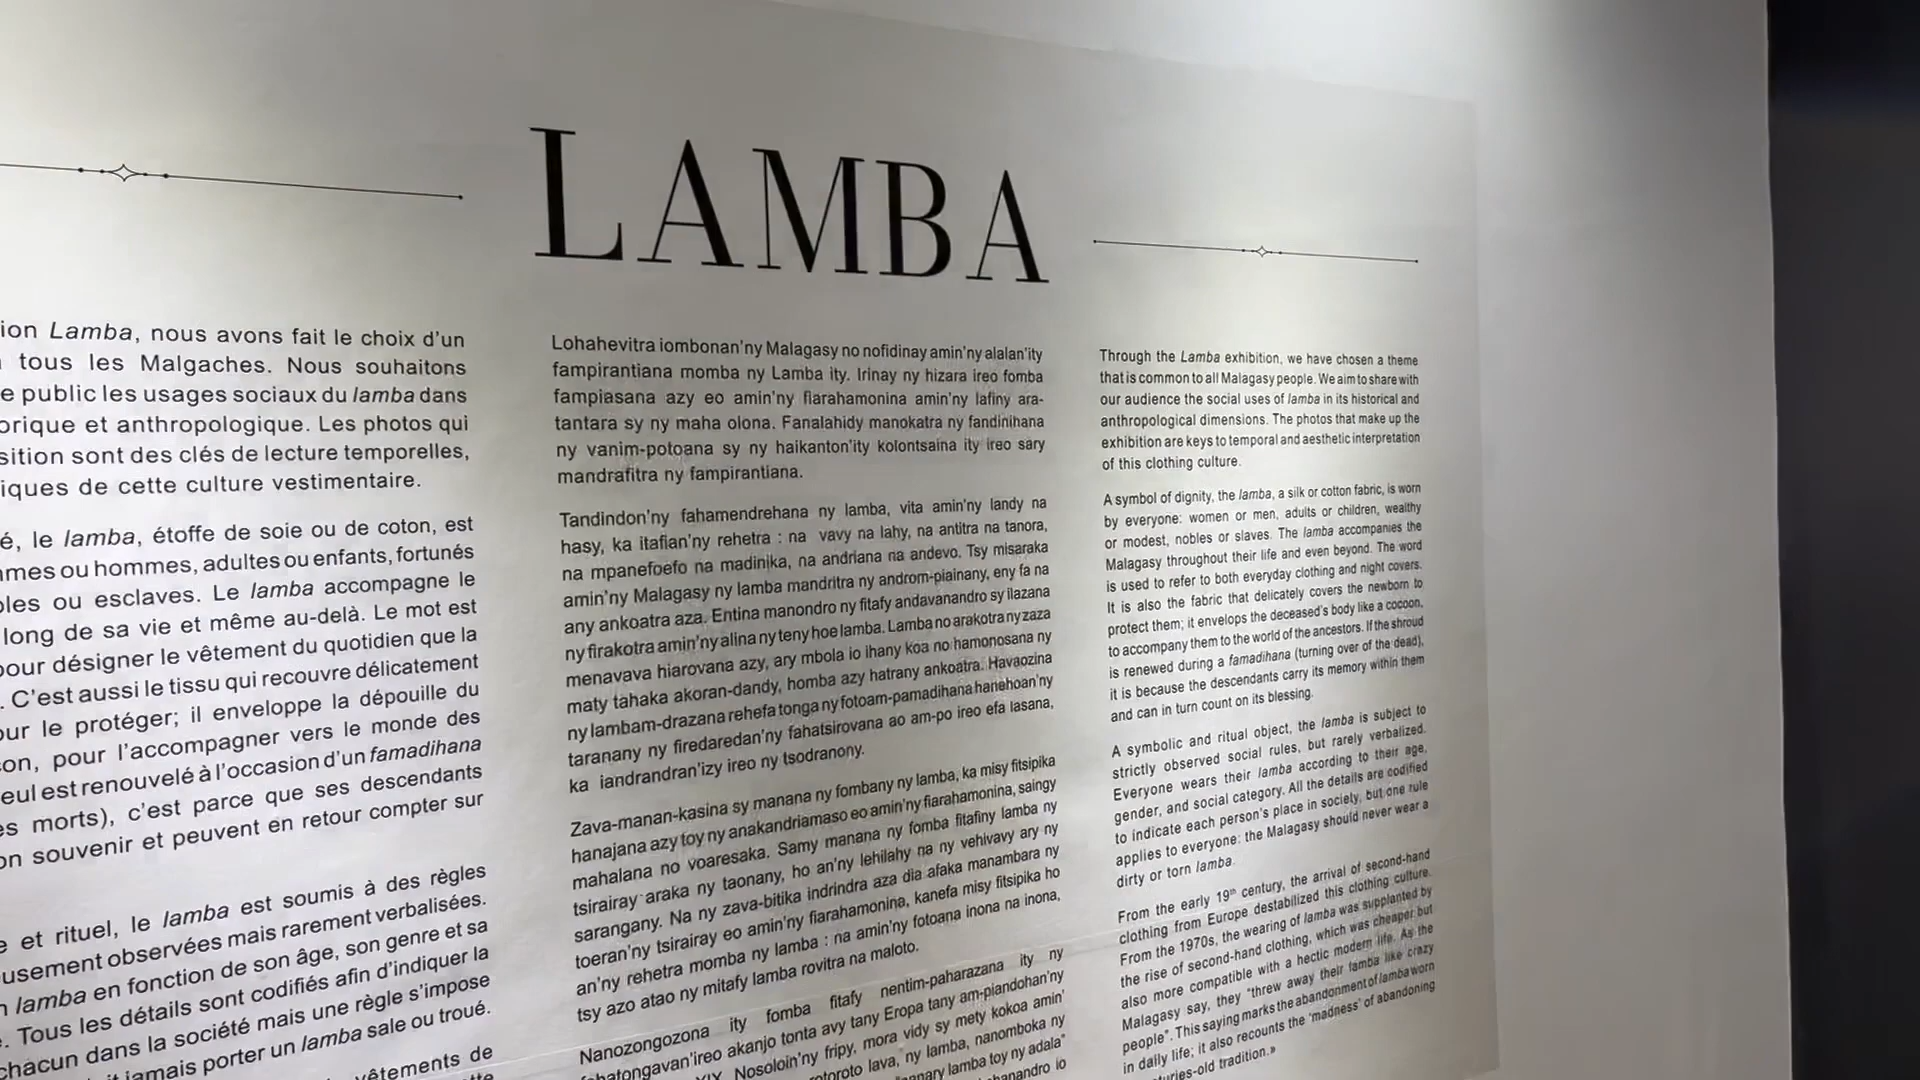 LAMBA
ion Lamba, nous avons fait le choix d'un
tous les Malgaches. Nous souhaitons
e public les usages sociaux du lamba dans
orique et anthropologique. Les photos qui
sition sont des clés de lecture temporelles,
iques de cette culture vestimentaire.
é, le lamba, étoffe de soie ou de coton, est
mmes ou hommes, adultes ou enfants, fortunés
oles ou esclaves. Le lamba accompagne le
long de sa vie et même au-delà. Le mot est
pour désigner le vêtement du quotidien que la
. C'est aussi le tissu qui recouvre délicatement
our le protéger; il enveloppe la dépouille du
on, pour l'accompagner vers le monde des
eul est renouvelé à l'occasion d'un famadihana
es morts), c'est parce que ses descendants
on souvenir et peuvent en retour compter sur
e et rituel, le lamba est soumis à des règles
eusement observées mais rarement verbalisées.
n lamba en fonction de son âge, son genre et sa
. Tous les détails sont codifiés afin d'indiquer la
chacun dans la société mais une règle s'impose
it jamais porter un lamba sale ou troué.
vêtements de
Lohahevitra iombonan'ny Malagasy no nofidinay amin'ny alalan'ity
fampirantiana momba ny Lamba ity. Irinay ny hizara ireo fomba
fampiasana azy eo amin'ny fiarahamonina amin'ny lafiny ara-
tantara sy ny maha olona. Fanalahidy manokatra ny fandinihana
ny vanim-potoana sy ny haikanton'ity kolontsaina ity ireo sary
mandrafitra ny fampirantiana.
Tandindon'ny fahamendrehana ny lamba, vita amin'ny landy na
hasy, ka itafian'ny rehetra : na vavy na lahy, na antitra na tanora,
na mpanefoefo na madinika, na andriana na andevo. Tsy misaraka
amin'ny Malagasy ny lamba mandritra ny androm-piainany, eny fa na
any ankoatra aza. Entina manondro ny fitafy andavanandro sy ilazana
ny firakotra amin'ny alina ny teny hoe lamba. Lamba no arakotra ny zaza
menavava hiarovana azy, ary mbola io ihany koa no hamonosana ny
maty tahaka akoran-dandy, homba azy hatrany ankoatra. Havaozina
ny lambam-drazana rehefa tonga ny fotoam-pamadihana hanehoan'ny
taranany ny firedaredan'ny fahatsirovana ao am-po ireo efa lasana,
ka iandrandran'izy ireo ny tsodranony.
Zava-manan-kasina sy manana ny fombany ny lamba, ka misy fitsipika
hanajana azy toy ny anakandriamaso eo amin'ny fiarahamonina, saingy
mahalana no voaresaka. Samy manana ny fomba fitafiny lamba ny
tsirairay araka ny taonany, ho an'ny lehilahy na ny vehivavy ary ny
sarangany. Na ny zava-bitika indrindra aza dia afaka manambara ny
toeran'ny tsirairay eo amin'ny fiarahamonina, kanefa misy fitsipika ho
an'ny rehetra momba ny lamba : na amin'ny fotoana inona na inona,
tsy azo atao ny mitafy lamba rovitra na maloto.
Nanozongozona ity fomba fitafy nentim-paharazana ity ny
fahatongavan'ireo akanjo tonta avy tany Eropa tany am-piandohan'ny
XIX. Nosoloin'ny fripy, mora vidy sy mety kokoa amin'
rotoroto lava, ny lamba, nanomboka ny
lamba toy ny adala"
Through the Lamba exhibition, we have chosen a theme
that is common to all Malagasy people. We aim to share with
our audience the social uses of lamba in its historical and
anthropological dimensions. The photos that make up the
exhibition are keys to temporal and aesthetic interpretation
of this clothing culture.
A symbol of dignity, the lamba, a silk or cotton fabric, is worn
by everyone: women or men, adults or children, wealthy
or modest, nobles or slaves. The lamba accompanies the
Malagasy throughout their life and even beyond. The word
is used to refer to both everyday clothing and night covers.
It is also the fabric that delicately covers the newborn to
protect them; it envelops the deceased's body like a cocoon,
to accompany them to the world of the ancestors. If the shroud
is renewed during a famadihana (turning over of the dead),
it is because the descendants carry its memory within them
and can in turn count on its blessing.
A symbolic and ritual object, the lamba is subject to
strictly observed social rules, but rarely verbalized.
Everyone wears their lamba according to their age,
gender, and social category. All the details are codified
to indicate each person's place in society, but one rule
applies to everyone: the Malagasy should never wear a
dirty or torn lamba.
From the early 19th century, the arrival of second-hand
clothing from Europe destabilized this clothing culture.
From the 1970s, the wearing of lamba was supplanted by
the rise of second-hand clothing, which was cheaper but
also more compatible with a hectic modern life. As the
Malagasy say, they "threw away their lamba like crazy
people". This saying marks the abandonment of lamba worn
in daily life; it also recounts the 'madness' of abandoning
uries-old tradition.»